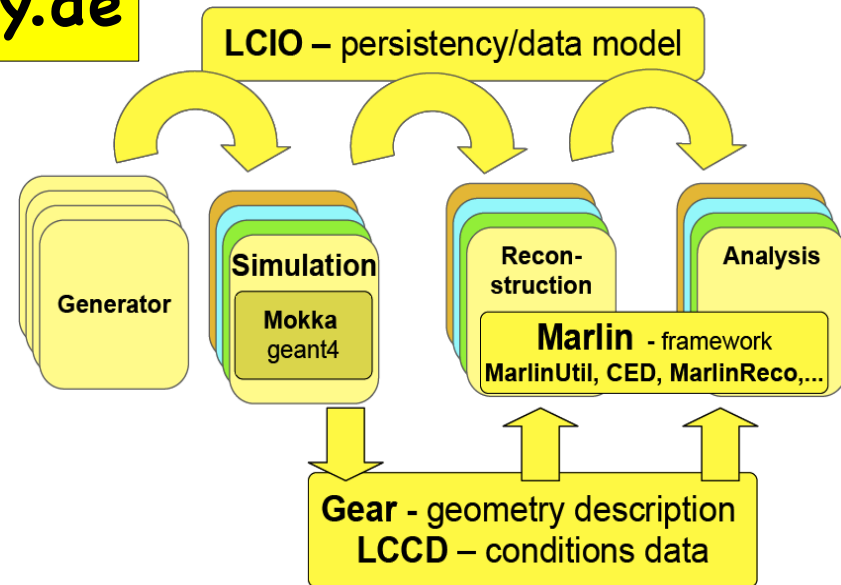 y.de
LCIO – persistency/data model
Generator
Simulation
Mokka
geant4
Recon-
struction
Analysis
Marlin - framework
MarlinUtil, CED, MarlinReco,...
Gear - geometry description
LCCD – conditions data